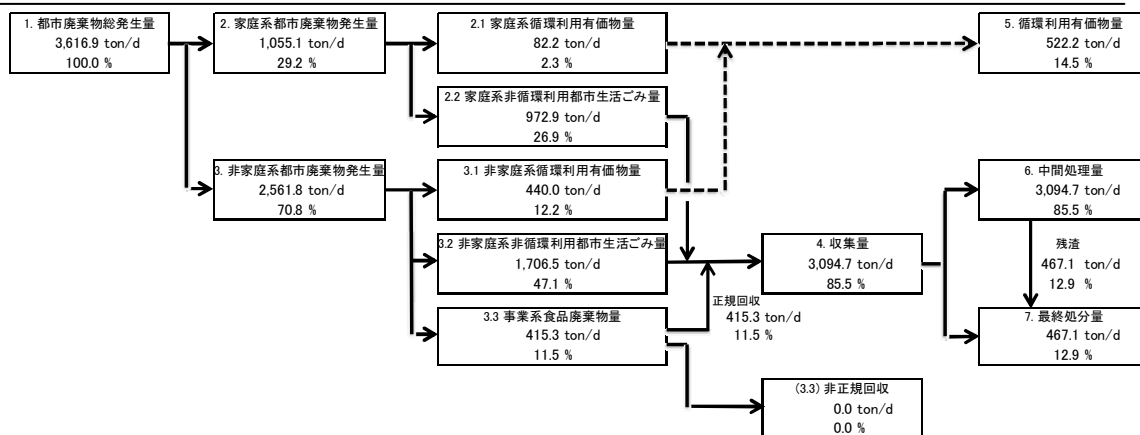 1. 都市廃棄物総発生量
3,616.9 ton/d
100.0 %
2. 家庭系都市廃棄物発生量
1,055.1 ton/d
29.2 %
2.1 家庭系循環利用有価物量
82.2 ton/d
2.3 %
5. 循環利用有価物量
522.2 ton/d
14.5 %
2.2 家庭系非循環利用都市生活ごみ量
972.9 ton/d
26.9 %
3. 非家庭系都市廃棄物発生量
2,561.8 ton/d
70.8 %
3.1 非家庭系循環利用有価物量
440.0 ton/d
12.2 %
6. 中間処理量
3,094.7 ton/d
85.5 %
3.2 非家庭系非循環利用都市生活ごみ量
1,706.5 ton/d
47.1 %
4. 収集量
3,094.7 ton/d
85.5 %
残渣
467.1 ton/d
12.9 %
正規回収
415.3 ton/d
11.5 %
3.3 事業系食品廃棄物量
415.3 ton/d
11.5 %
7. 最終処分量
467.1 ton/d
12.9 %
(3.3) 非正規回収
0.0 ton/d
0.0 %